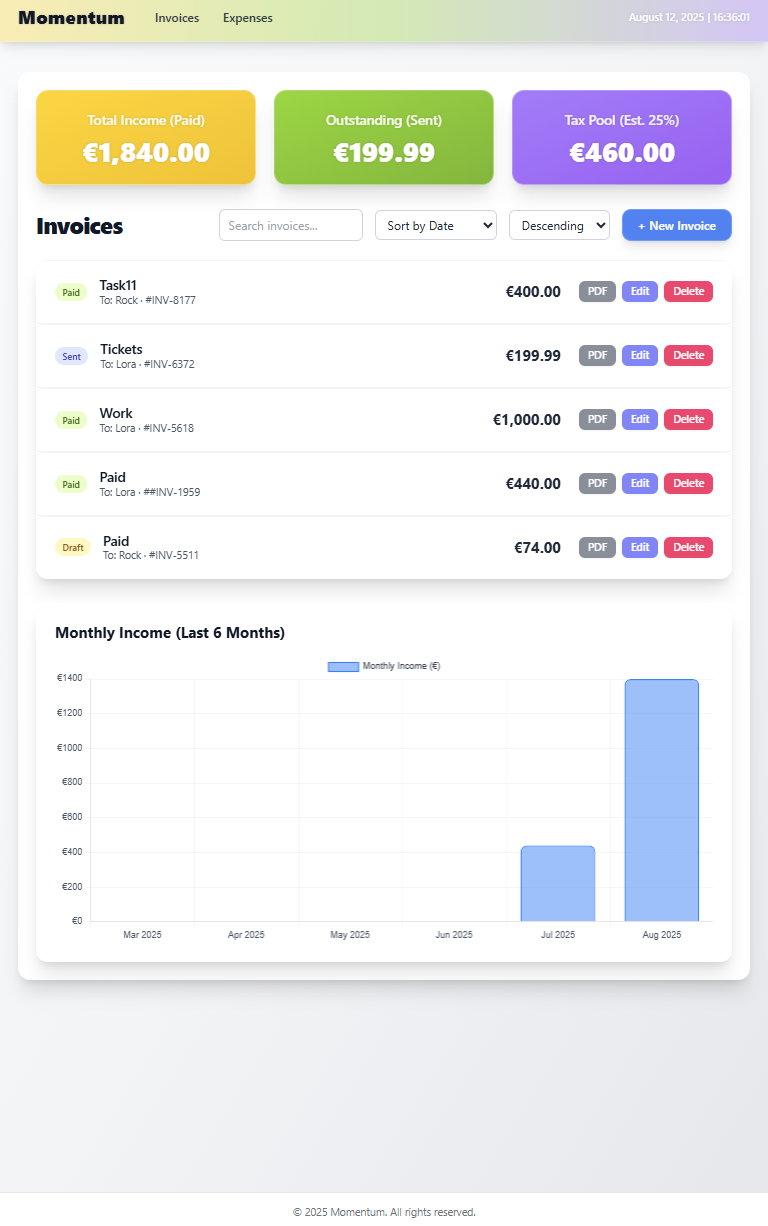 Momentum Invoices Expenses August 12, 2025 | 16:36:01
Total Income (Paid) Outstanding (Sent) Tax Pool (Est. 25%)
€1,840.00 €199.99 €460.00
Invoices Search invoices... Sort by Date Descending + New Invoice
Paid Task11 €400.00 PDF Edit Delete
To: Rock · #INV-8177
Sent Tickets €199.99 PDF Edit Delete
To: Lora · #INV-6372
Paid Work €1,000.00 PDF Edit Delete
To: Lora · #INV-5618
Paid Paid €440.00 PDF Edit Delete
To: Lora · ##INV-1959
Draft Paid €74.00 PDF Edit Delete
To: Rock · #INV-5511
Monthly Income (Last 6 Months)
Monthly Income (€)
€1400
€1200
€1000
€800
€600
€400
€200
€0
Mar 2025 Apr 2025 May 2025 Jun 2025 Jul 2025 Aug 2025
© 2025 Momentum. All rights reserved.